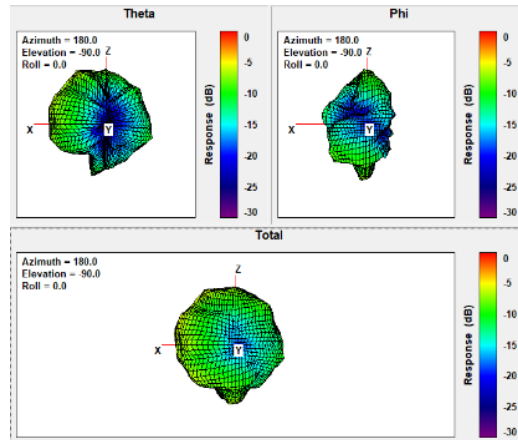 Theta
Azimuth = 180.0
Elevation = -90.0
Roll = 0.0
Z
X
Y
0
-5
-10
-15
-20
-25
-30
Response (dB)
Phi
Azimuth = 180.0
Elevation = -90.0
Roll = 0.0
Z
X
Y
0
-5
-10
-15
-20
-25
-30
Response (dB)
Total
Azimuth = 180.0
Elevation = -90.0
Roll = 0.0
Z
X
Y
0
-5
-10
-15
-20
-25
-30
Response (dB)